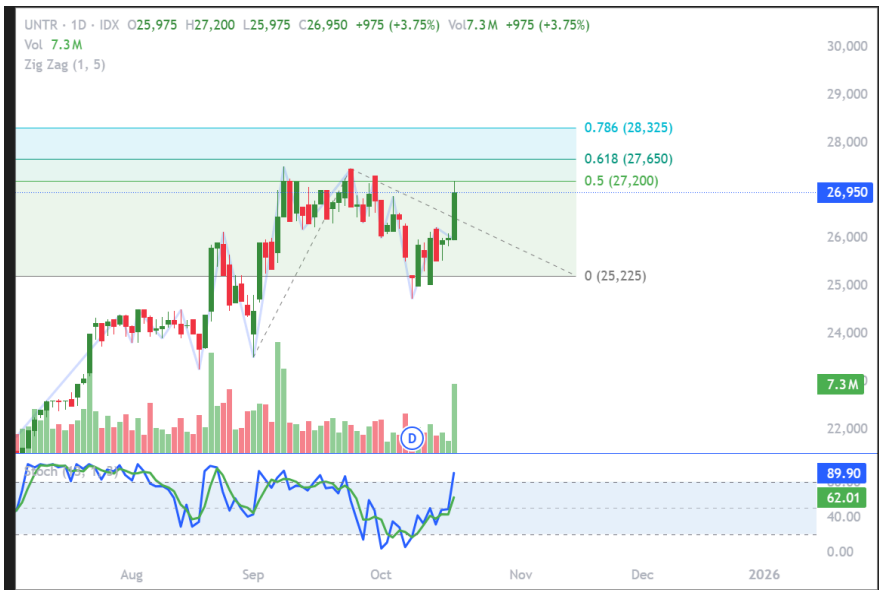 UNTR · 1D · IDX O25,975 H27,200 L25,975 C26,950 +975 (+3.75%) Vol7.3 M +975 (+3.75%)
Vol 7.3 M
Zig Zag (1, 5)
30,000
29,000
28,000
26,950
26,000
25,000
24,000
7.3 M
22,000
0.786 (28,325)
0.618 (27,650)
0.5 (27,200)
0 (25,225)
D
89.90
62.01
40.00
0.00
Aug Sep Oct Nov Dec 2026